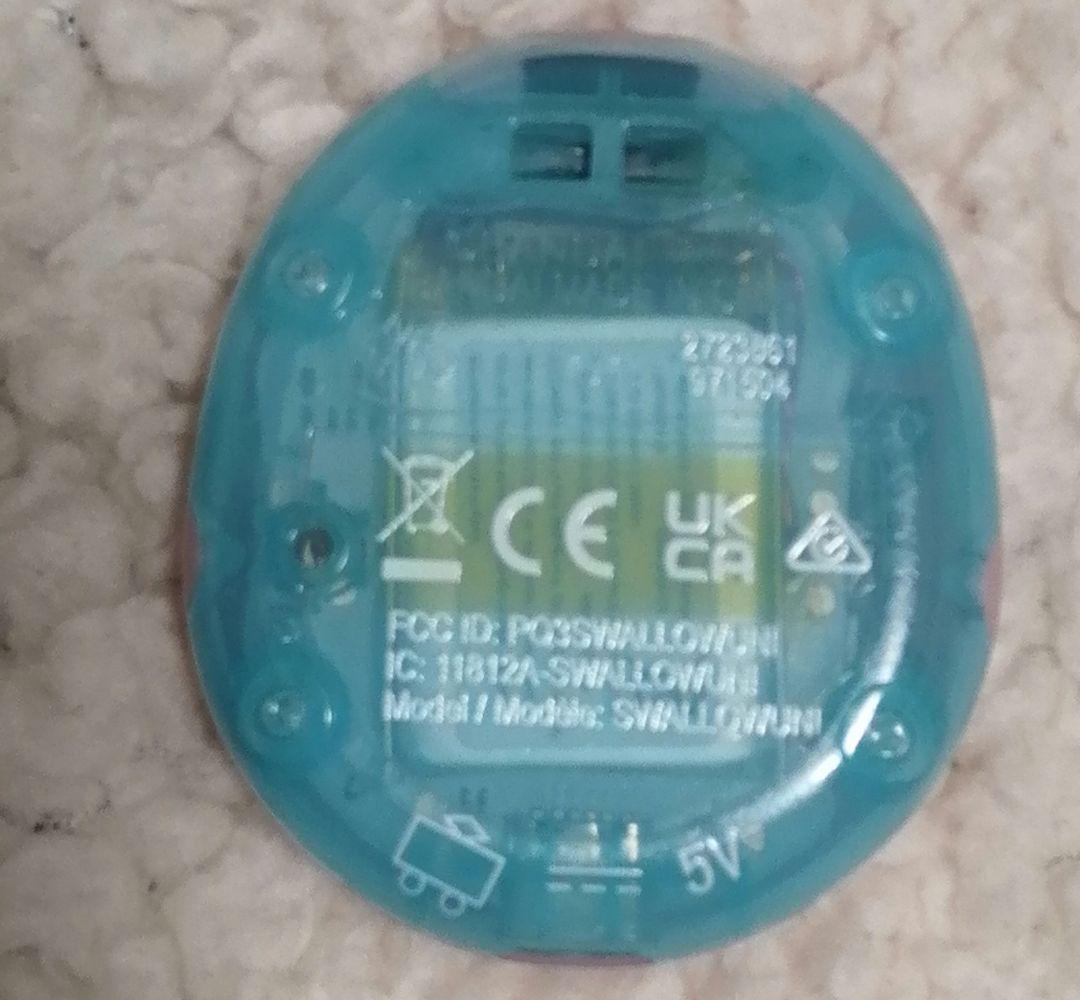 2723861
971504
CE
UK
CA
FCC ID: PQ3SWALLOWUNI
IC: 11812A-SWALLOWUNI
Model / Modèle: SWALLOWUNI
5V